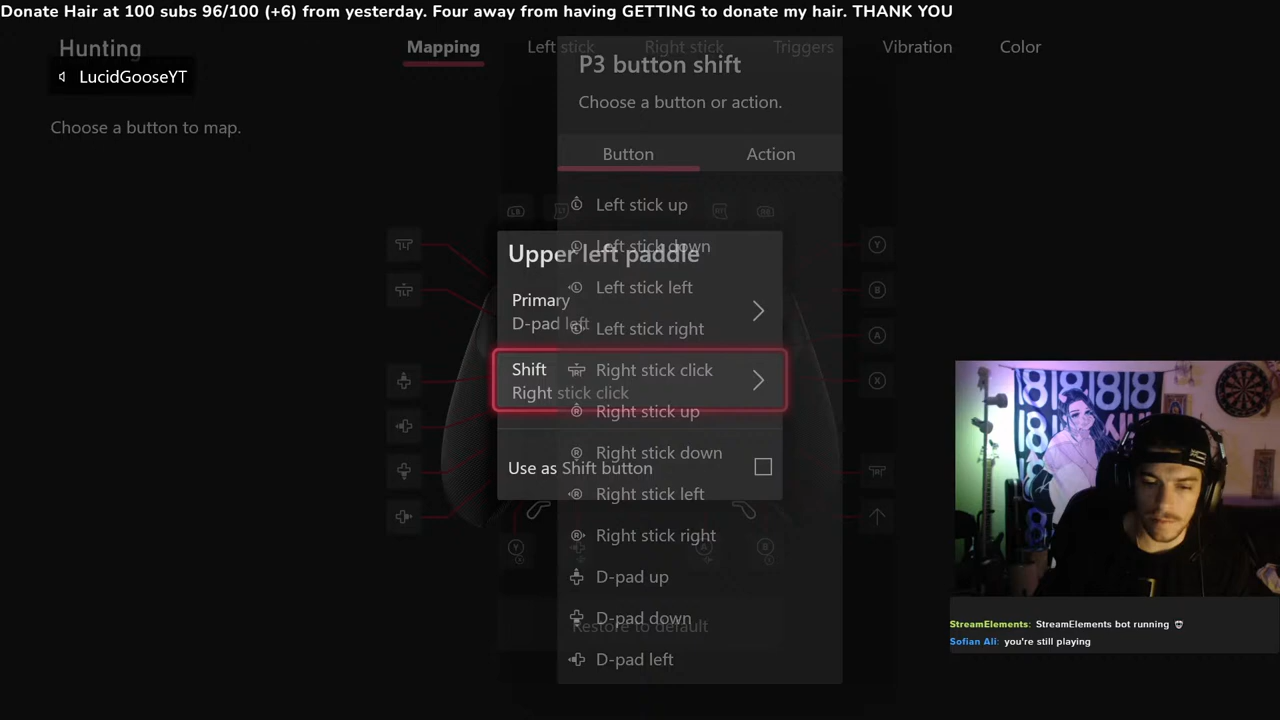 Donate Hair at 100 subs 96/100 (+6) from yesterday. Four away from having GETTING to donate my hair. THANK YOU
Hunting
Mapping
Left stick
Right stick
Triggers
Vibration
Color
LucidGooseYT
Choose a button to map.
P3 button shift
Choose a button or action.
Button
Action
Left stick up
Left stick down
Left stick left
Left stick right
Right stick click
Right stick up
Right stick down
Right stick left
Right stick right
D-pad up
D-pad down
D-pad left
Upper left paddle
Primary
D-pad left
Shift
Right stick click
Use as Shift button
Restore to default
StreamElements: StreamElements bot running
Sofian Ali: you're still playing